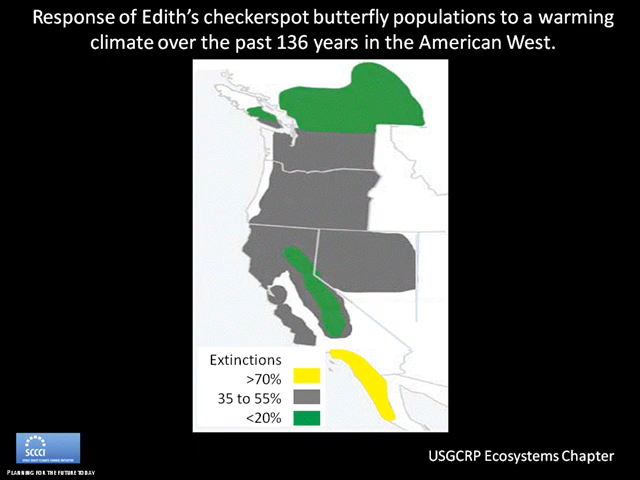 Response of Edith's checkerspot butterfly populations to a warming
climate over the past 136 years in the American West.
Extinctions
>70%
35 to 55%
<20%
SCCCI
PLANNING FOR THE FUTURE TODAY
USGCRP Ecosystems Chapter